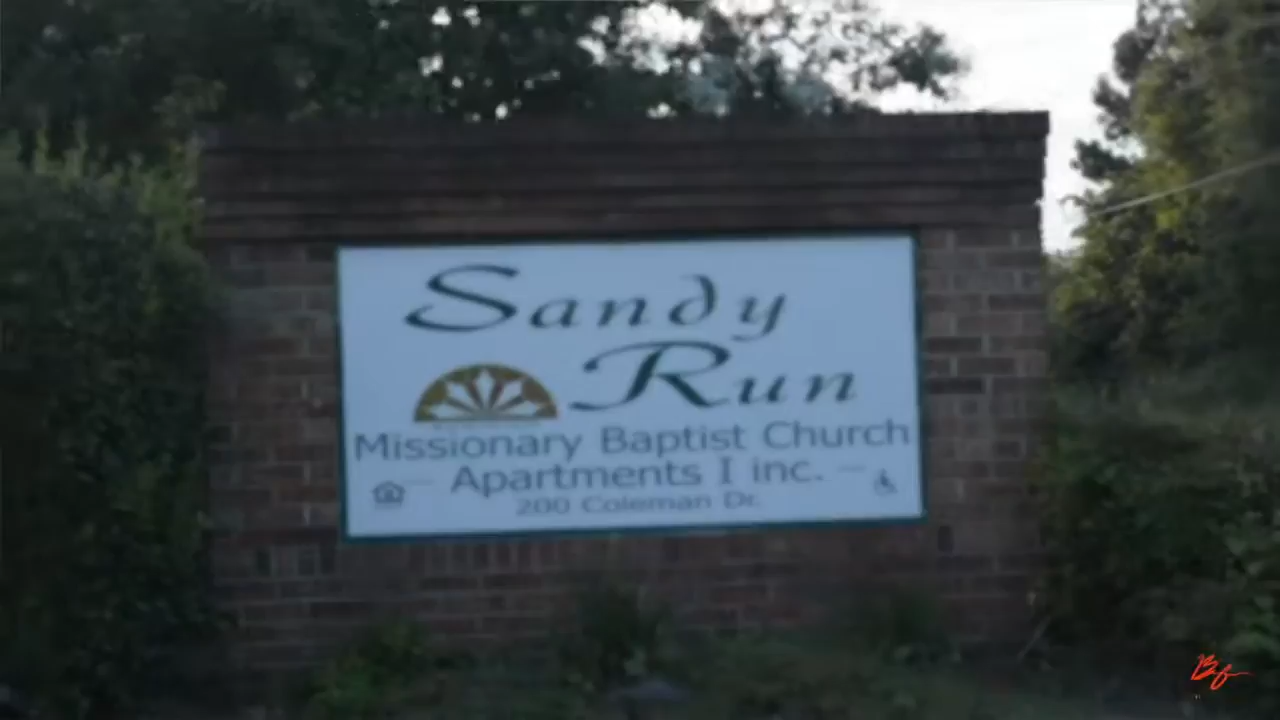 Sandy
Run
Missionary Baptist Church
Apartments I inc.
200 Coleman Dr.